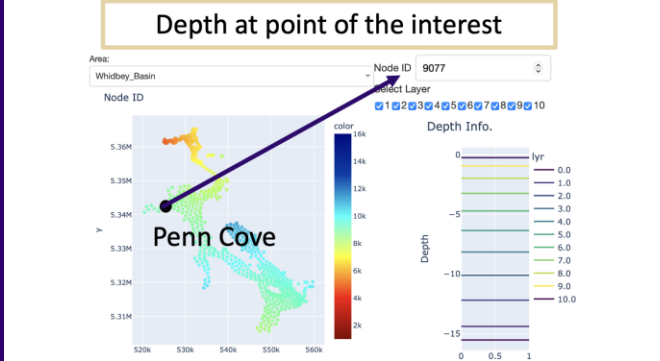 Depth at point of the interest
Area:
Whidbey_Basin
Node ID 9077
Select Layer
1 2 3 4 5 6 7 8 9 10
Node ID
Depth Info.
color
16k
14k
12k
10k
8k
6k
4k
2k
5.36M
5.35M
5.34M
5.33M
5.32M
5.31M
y
Penn Cove
520k 530k 540k 550k 560k
lyr
0.0
1.0
2.0
3.0
4.0
5.0
6.0
7.0
8.0
9.0
10.0
Depth
0
−5
−10
−15
0 0.5 1